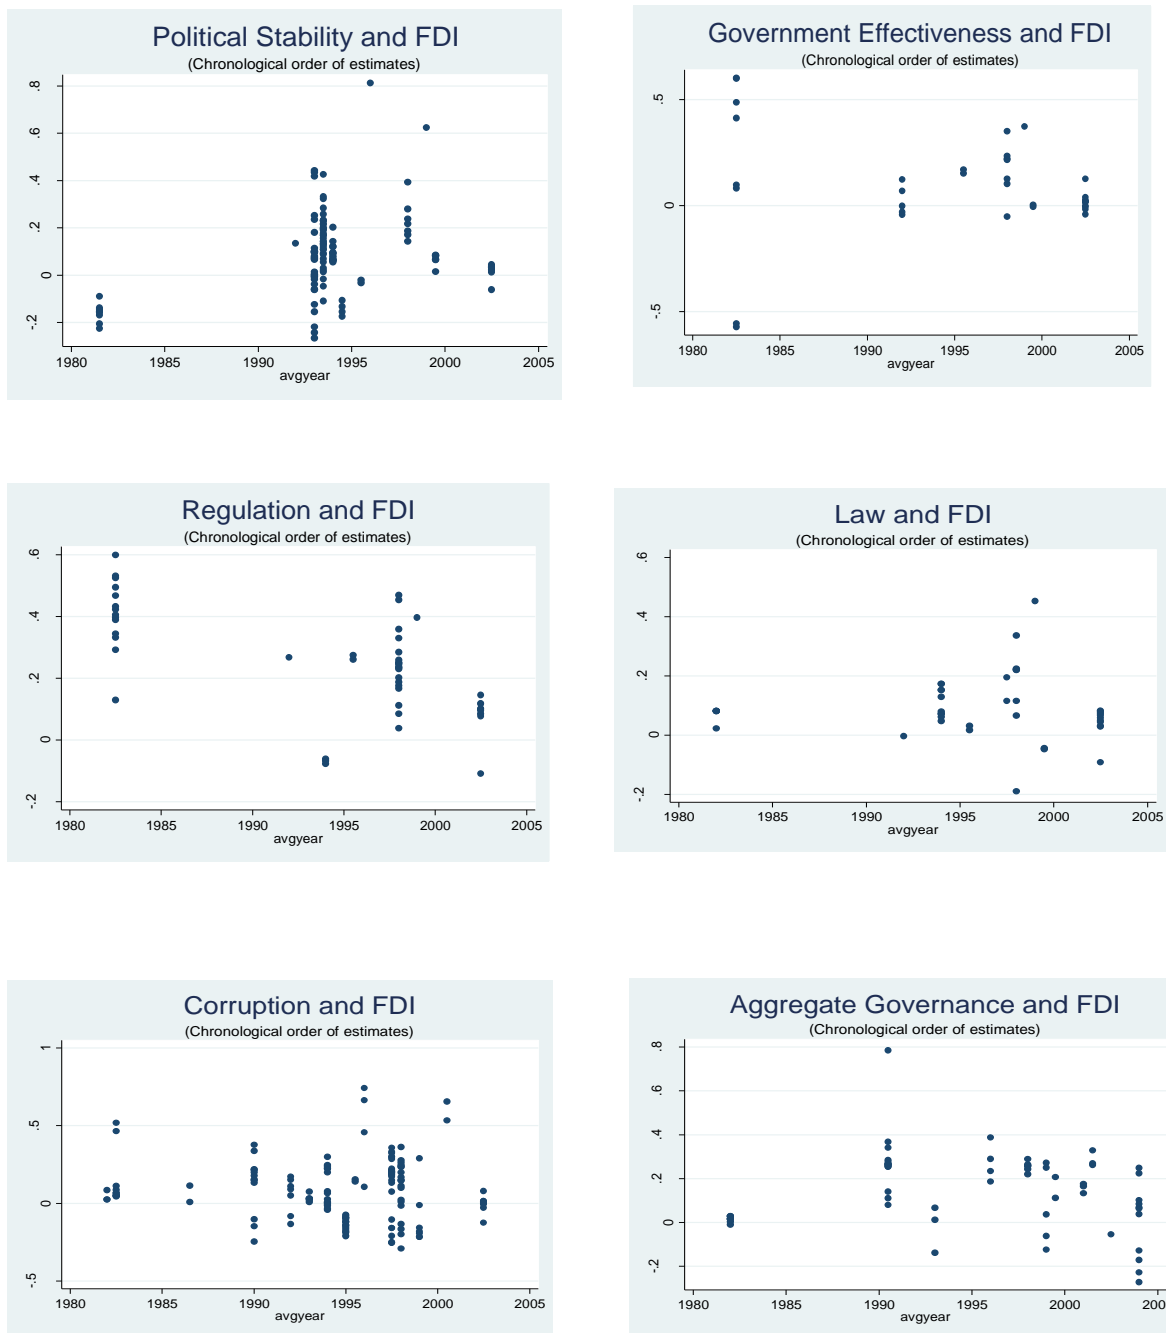 Political Stability and FDI
(Chronological order of estimates)
.8
.6
.4
.2
0
-.2
1980 1985 1990 1995 2000 2005
avgyear
Government Effectiveness and FDI
(Chronological order of estimates)
.5
0
-.5
1980 1985 1990 1995 2000 2005
avgyear
Regulation and FDI
(Chronological order of estimates)
.6
.4
.2
0
-.2
1980 1985 1990 1995 2000 2005
avgyear
Law and FDI
(Chronological order of estimates)
.6
.4
.2
0
-.2
1980 1985 1990 1995 2000 2005
avgyear
Corruption and FDI
(Chronological order of estimates)
1
.5
0
-.5
1980 1985 1990 1995 2000 2005
avgyear
Aggregate Governance and FDI
(Chronological order of estimates)
.8
.6
.4
.2
0
-.2
1980 1985 1990 1995 2000 200
avgyear